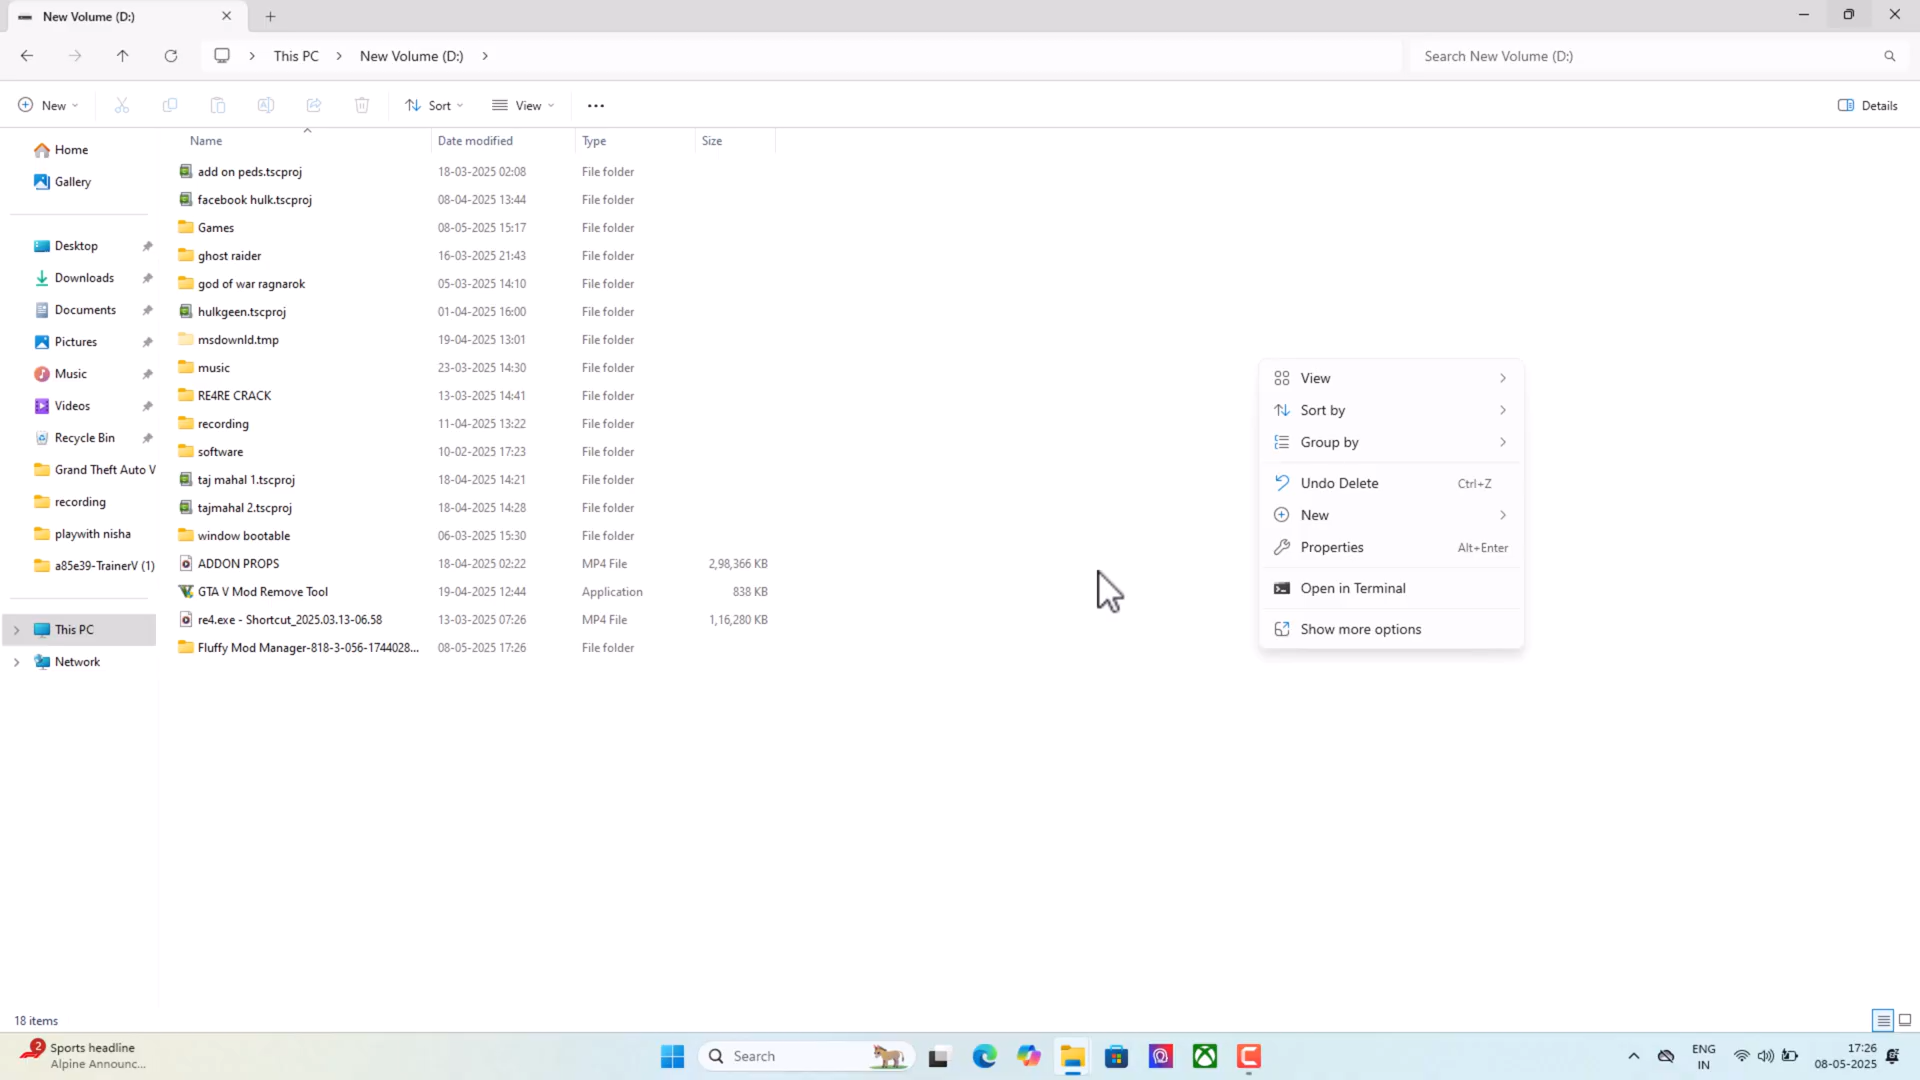 New Volume (D:)
This PC > New Volume (D:) >
Search New Volume (D:)
New
Sort
View
Details
Name
Date modified
Type
Size
Home
Gallery
Desktop
Downloads
Documents
Pictures
Music
Videos
Recycle Bin
Grand Theft Auto V
recording
playwith nisha
a85e39-TrainerV (1)
This PC
Network
add on peds.tscproj 18-03-2025 02:08 File folder
facebook hulk.tscproj 08-04-2025 13:44 File folder
Games 08-05-2025 15:17 File folder
ghost raider 16-03-2025 21:43 File folder
god of war ragnarok 05-03-2025 14:10 File folder
hulkgeen.tscproj 01-04-2025 16:00 File folder
msdownld.tmp 19-04-2025 13:01 File folder
music 23-03-2025 14:30 File folder
RE4RE CRACK 13-03-2025 14:41 File folder
recording 11-04-2025 13:22 File folder
software 10-02-2025 17:23 File folder
taj mahal 1.tscproj 18-04-2025 14:21 File folder
tajmahal 2.tscproj 18-04-2025 14:28 File folder
window bootable 06-03-2025 15:30 File folder
ADDON PROPS 18-04-2025 02:22 MP4 File 2,98,366 KB
GTA V Mod Remove Tool 19-04-2025 12:44 Application 838 KB
re4.exe - Shortcut_2025.03.13-06.58 13-03-2025 07:26 MP4 File 1,16,280 KB
Fluffy Mod Manager-818-3-056-1744028... 08-05-2025 17:26 File folder
View
Sort by
Group by
Undo Delete Ctrl+Z
New
Properties Alt+Enter
Open in Terminal
Show more options
18 items
2
Sports headline
Alpine Announc...
Search
ENG
IN
17:26
08-05-2025